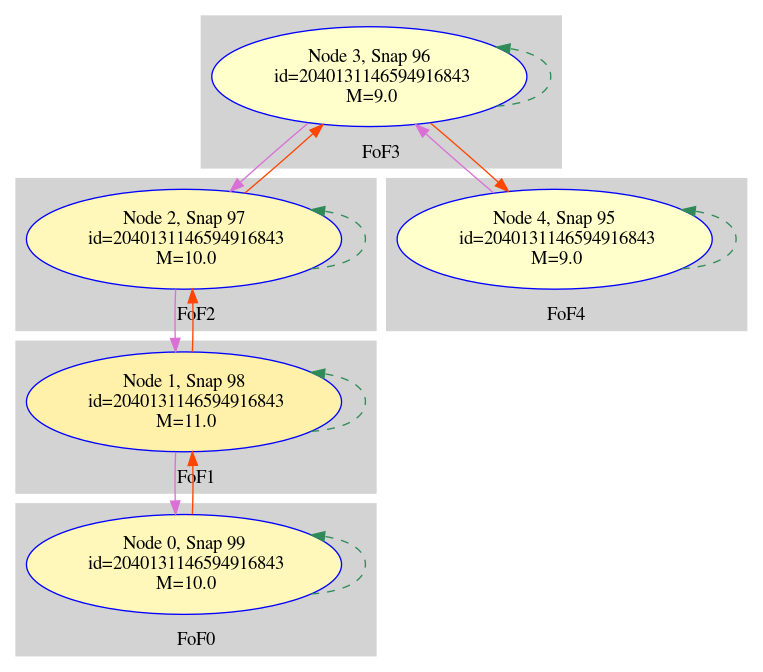 Node 3, Snap 96
id=2040131146594916843
M=9.0
FoF3
Node 2, Snap 97
id=2040131146594916843
M=10.0
FoF2
Node 4, Snap 95
id=2040131146594916843
M=9.0
FoF4
Node 1, Snap 98
id=2040131146594916843
M=11.0
FoF1
Node 0, Snap 99
id=2040131146594916843
M=10.0
FoF0